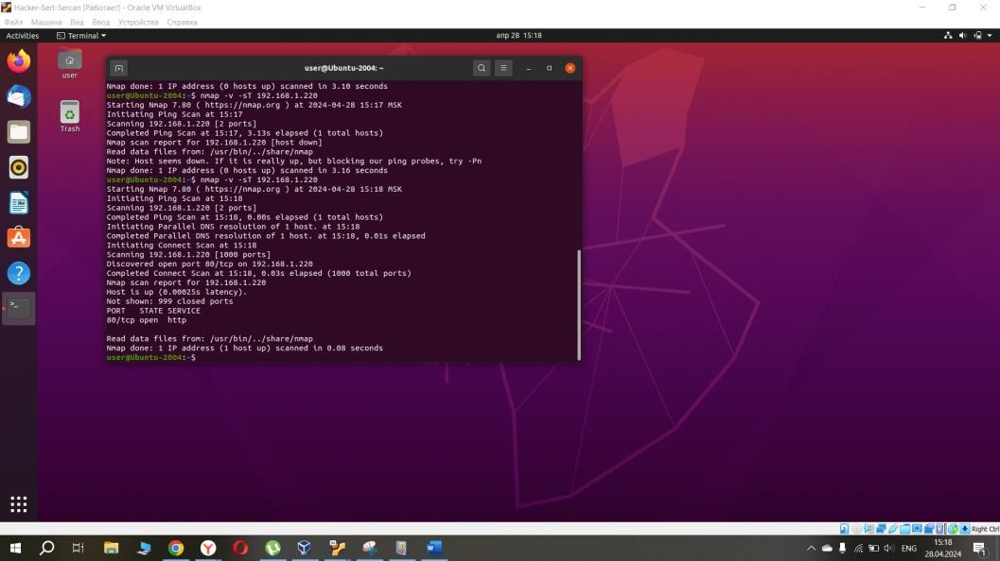 Hacker-Sert-Sercan [Работает] - Oracle VM VirtualBox
Файл Машина Вид Ввод Устройства Справка
Activities Terminal апр 28 15:18
user
Trash
user@Ubuntu-2004: ~
Nmap done: 1 IP address (0 hosts up) scanned in 3.10 seconds
user@Ubuntu-2004:~$ nmap -v -sT 192.168.1.220
Starting Nmap 7.80 ( https://nmap.org ) at 2024-04-28 15:17 MSK
Initiating Ping Scan at 15:17
Scanning 192.168.1.220 [2 ports]
Completed Ping Scan at 15:17, 3.13s elapsed (1 total hosts)
Nmap scan report for 192.168.1.220 [host down]
Read data files from: /usr/bin/../share/nmap
Note: Host seems down. If it is really up, but blocking our ping probes, try -Pn
Nmap done: 1 IP address (0 hosts up) scanned in 3.16 seconds
user@Ubuntu-2004:~$ nmap -v -sT 192.168.1.220
Starting Nmap 7.80 ( https://nmap.org ) at 2024-04-28 15:18 MSK
Initiating Ping Scan at 15:18
Scanning 192.168.1.220 [2 ports]
Completed Ping Scan at 15:18, 0.00s elapsed (1 total hosts)
Initiating Parallel DNS resolution of 1 host. at 15:18
Completed Parallel DNS resolution of 1 host. at 15:18, 0.01s elapsed
Initiating Connect Scan at 15:18
Scanning 192.168.1.220 [1000 ports]
Discovered open port 80/tcp on 192.168.1.220
Completed Connect Scan at 15:18, 0.03s elapsed (1000 total ports)
Nmap scan report for 192.168.1.220
Host is up (0.00025s latency).
Not shown: 999 closed ports
PORT STATE SERVICE
80/tcp open http
Read data files from: /usr/bin/../share/nmap
Nmap done: 1 IP address (1 host up) scanned in 0.08 seconds
user@Ubuntu-2004:~$
Right Ctrl
ENG
15:18
28.04.2024
1